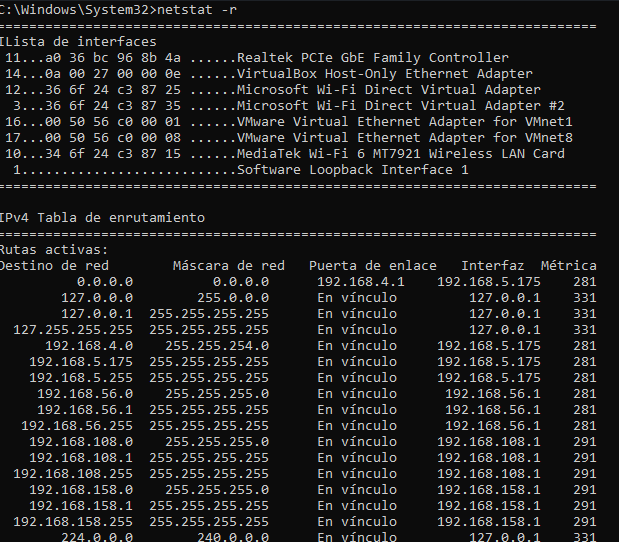 C:\Windows\System32>netstat -r
===========================================================================
ILista de interfaces
 11...a0 36 bc 96 8b 4a ......Realtek PCIe GbE Family Controller
 14...0a 00 27 00 00 0e ......VirtualBox Host-Only Ethernet Adapter
 12...36 6f 24 c3 87 25 ......Microsoft Wi-Fi Direct Virtual Adapter
  3...36 6f 24 c3 87 35 ......Microsoft Wi-Fi Direct Virtual Adapter #2
 16...00 50 56 c0 00 01 ......VMware Virtual Ethernet Adapter for VMnet1
 17...00 50 56 c0 00 08 ......VMware Virtual Ethernet Adapter for VMnet8
 10...34 6f 24 c3 87 15 ......MediaTek Wi-Fi 6 MT7921 Wireless LAN Card
  1...........................Software Loopback Interface 1
===========================================================================
IPv4 Tabla de enrutamiento
===========================================================================
Rutas activas:
Destino de red        Máscara de red   Puerta de enlace   Interfaz  Métrica
          0.0.0.0          0.0.0.0      192.168.4.1    192.168.5.175    281
        127.0.0.0        255.0.0.0      En vínculo         127.0.0.1    331
        127.0.0.1  255.255.255.255      En vínculo         127.0.0.1    331
  127.255.255.255  255.255.255.255      En vínculo         127.0.0.1    331
      192.168.4.0    255.255.254.0      En vínculo     192.168.5.175    281
    192.168.5.175  255.255.255.255      En vínculo     192.168.5.175    281
    192.168.5.255  255.255.255.255      En vínculo     192.168.5.175    281
     192.168.56.0    255.255.255.0      En vínculo      192.168.56.1    281
     192.168.56.1  255.255.255.255      En vínculo      192.168.56.1    281
   192.168.56.255  255.255.255.255      En vínculo      192.168.56.1    281
    192.168.108.0    255.255.255.0      En vínculo     192.168.108.1    291
    192.168.108.1  255.255.255.255      En vínculo     192.168.108.1    291
  192.168.108.255  255.255.255.255      En vínculo     192.168.108.1    291
    192.168.158.0    255.255.255.0      En vínculo     192.168.158.1    291
    192.168.158.1  255.255.255.255      En vínculo     192.168.158.1    291
  192.168.158.255  255.255.255.255      En vínculo     192.168.158.1    291
        224.0.0.0        240.0.0.0      En vínculo         127.0.0.1    331